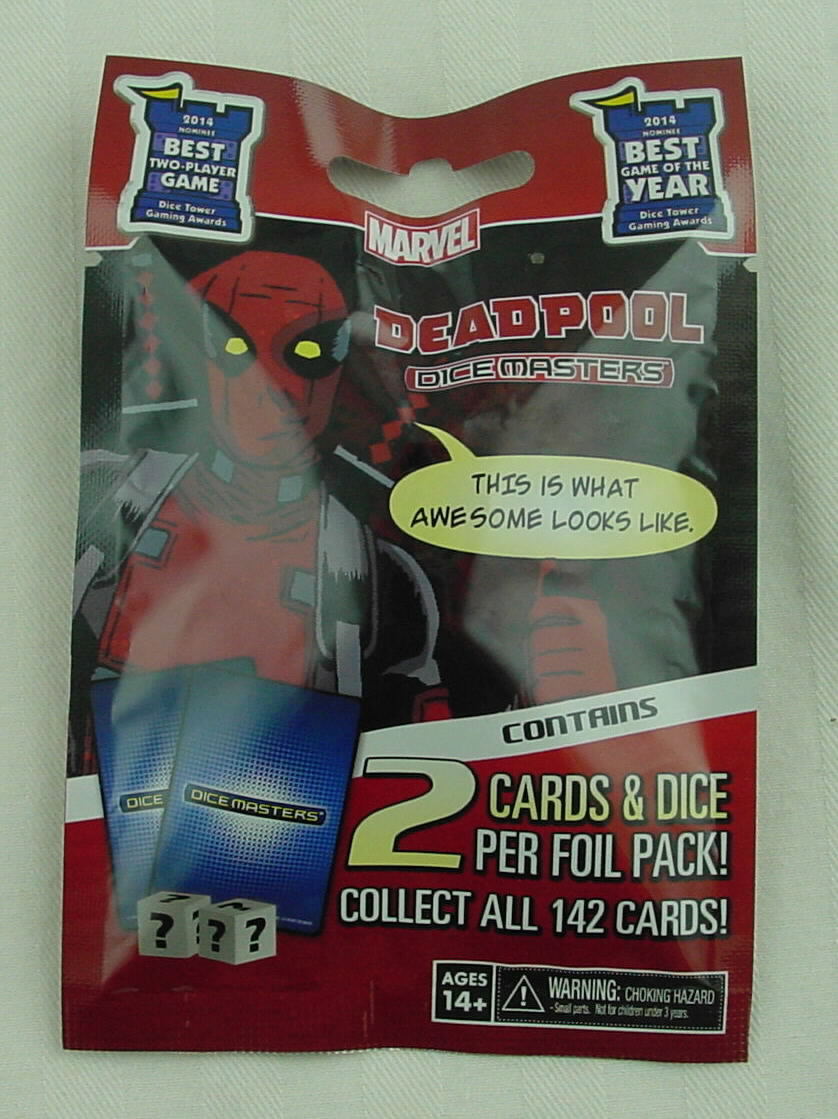 2014
NOMINEE
BEST
TWO-PLAYER
GAME
Dice Tower
Gaming Awards
2014
NOMINEE
BEST
GAME OF THE
YEAR
Dice Tower
Gaming Awards
MARVEL
DEADPOOL
DICE MASTERS
THIS IS WHAT
AWESOME LOOKS LIKE.
CONTAINS
2 CARDS & DICE
PER FOIL PACK!
COLLECT ALL 142 CARDS!
DICE
DICE MASTERS®
? ? ? ? ?
AGES
14+
WARNING: CHOKING HAZARD
- Small parts. Not for children under 3 years.